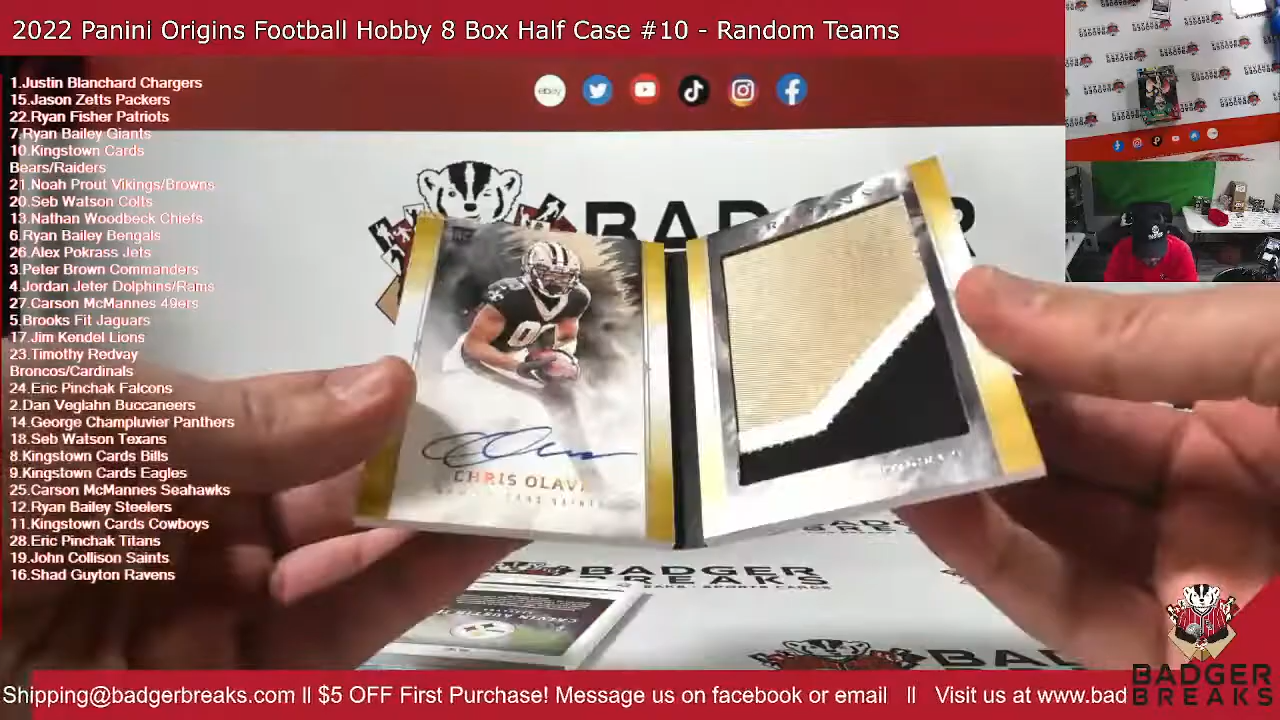 2022 Panini Origins Football Hobby 8 Box Half Case #10 - Random Teams
ebay
1.Justin Blanchard Chargers
15.Jason Zetts Packers
22.Ryan Fisher Patriots
7.Ryan Bailey Giants
10.Kingstown Cards
Bears/Raiders
21.Noah Prout Vikings/Browns
20.Seb Watson Colts
13.Nathan Woodbeck Chiefs
6.Ryan Bailey Bengals
26.Alex Pokrass Jets
3.Peter Brown Commanders
4.Jordan Jeter Dolphins/Rams
27.Carson McMannes 49ers
5.Brooks Fit Jaguars
17.Jim Kendel Lions
23.Timothy Redvay
Broncos/Cardinals
24.Eric Pinchak Falcons
2.Dan Veglahn Buccaneers
14.George Champluvier Panthers
18.Seb Watson Texans
8.Kingstown Cards Bills
9.Kingstown Cards Eagles
25.Carson McMannes Seahawks
12.Ryan Bailey Steelers
11.Kingstown Cards Cowboys
28.Eric Pinchak Titans
19.John Collison Saints
16.Shad Guyton Ravens
CHRIS OLAV
BADGER
BREAKS
BADGER
BREAKS
Shipping@badgerbreaks.com ll $5 OFF First Purchase! Message us on facebook or email ll Visit us at www.bad